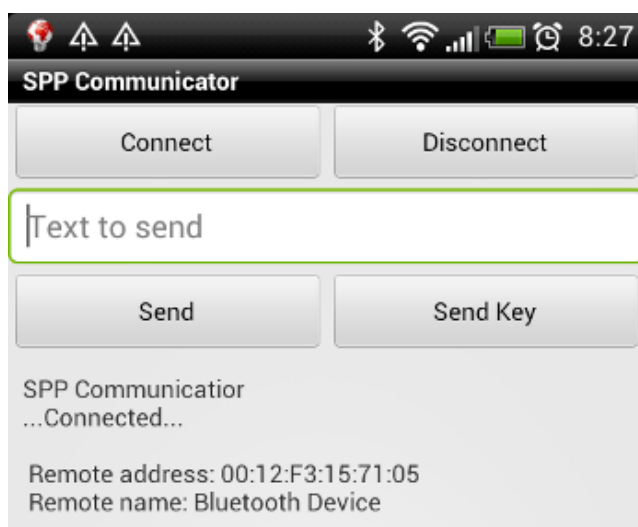 8:27
SPP Communicator
Connect Disconnect
Text to send
Send Send Key
SPP Communicatior
...Connected...
Remote address: 00:12:F3:15:71:05
Remote name: Bluetooth Device